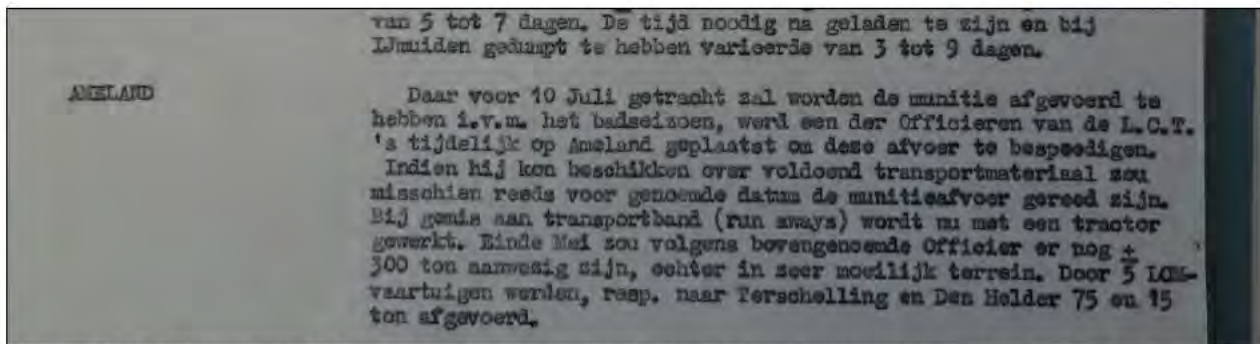 van 5 tot 7 dagen. De tijd noodig na geladen te zijn en bij
IJmuiden gedumpt te hebben varieerde van 3 tot 9 dagen.
AMELAND
Daar voor 10 Juli getracht zal worden de munitie afgevoerd te
hebben i.v.m. het badseizoen, werd een der Officieren van de L.C.T.
's tijdelijk op Ameland geplaatst om deze afvoer te bespoedigen.
Indien hij kon beschikken over voldoend transportmateriaal zou
misschien reeds voor genoemde datum de munitieafvoer gereed zijn.
Bij gemis aan transportband (run aways) wordt nu met een tractor
gewerkt. Einde Mei zou volgens bovengenoemde Officier er nog ±
300 ton aanwezig zijn, echter in zeer moeilijk terrein. Door 5 LCM-
vaartuigen werden, resp. naar Terschelling en Den Helder 75 en 15
ton afgevoerd.